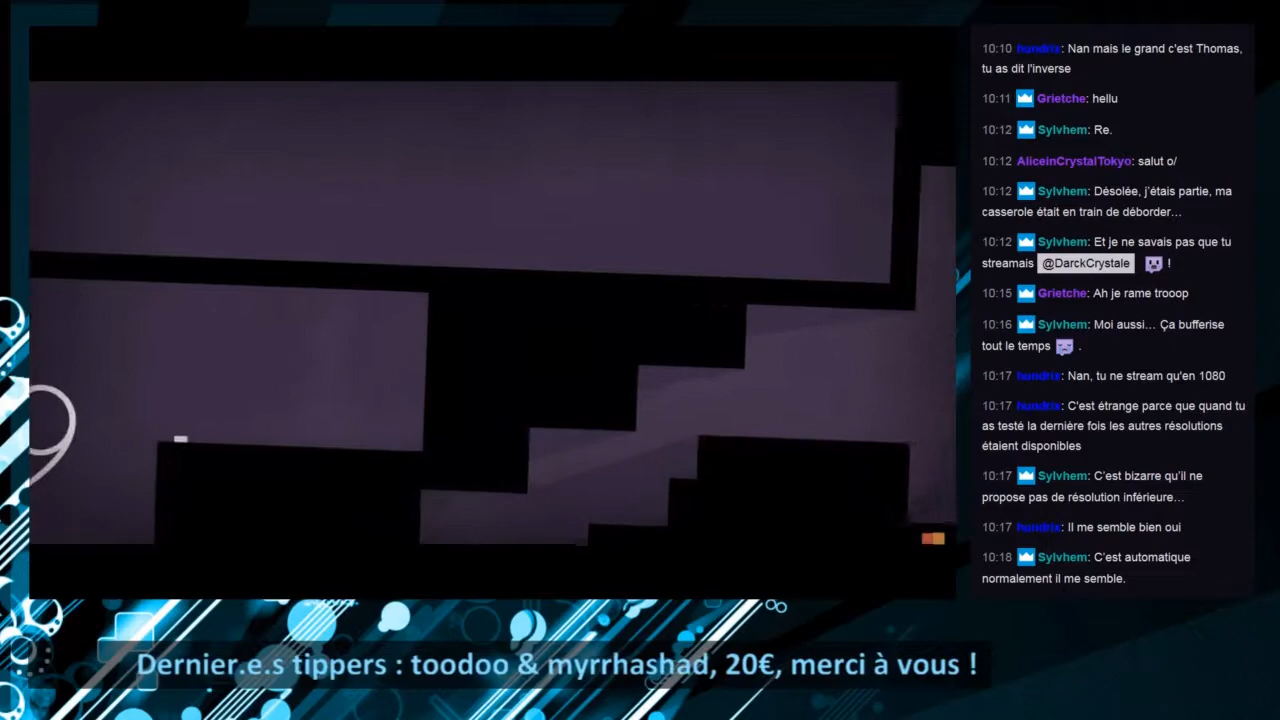 10:10 hundrix: Nan mais le grand c'est Thomas,
tu as dit l'inverse
10:11 Grietche: hellu
10:12 Sylvhem: Re.
10:12 AliceinCrystalTokyo: salut o/
10:12 Sylvhem: Désolée, j'étais partie, ma
casserole était en train de déborder…
10:12 Sylvhem: Et je ne savais pas que tu
streamais @DarckCrystale !
10:15 Grietche: Ah je rame trooop
10:16 Sylvhem: Moi aussi… Ça bufferise
tout le temps .
10:17 hundrix: Nan, tu ne stream qu'en 1080
10:17 hundrix: C'est étrange parce que quand tu
as testé la dernière fois les autres résolutions
étaient disponibles
10:17 Sylvhem: C'est bizarre qu'il ne
propose pas de résolution inférieure…
10:17 hundrix: Il me semble bien oui
10:18 Sylvhem: C'est automatique
normalement il me semble.
9
Dernier.e.s tippers : toodoo & myrrhashad, 20€, merci à vous !